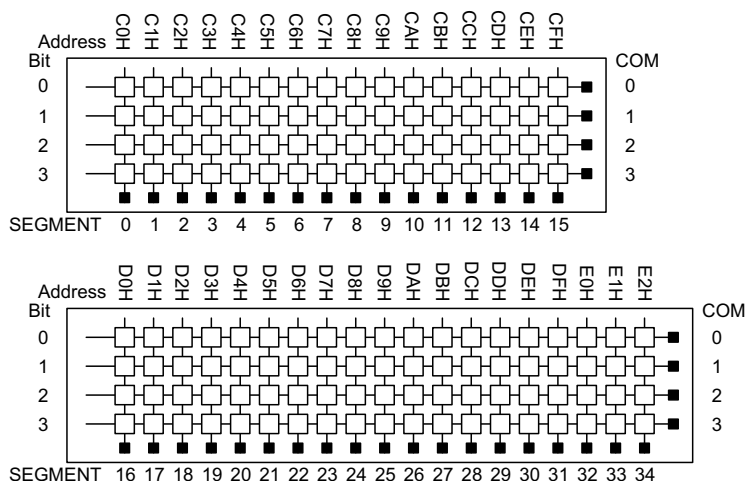 Address C0H C1H C2H C3H C4H C5H C6H C7H C8H C9H CAH CBH CCH CDH CEH CFH
Bit COM
0 0
1 1
2 2
3 3
SEGMENT 0 1 2 3 4 5 6 7 8 9 10 11 12 13 14 15
Address D0H D1H D2H D3H D4H D5H D6H D7H D8H D9H DAH DBH DCH DDH DEH DFH E0H E1H E2H
Bit COM
0 0
1 1
2 2
3 3
SEGMENT 16 17 18 19 20 21 22 23 24 25 26 27 28 29 30 31 32 33 34